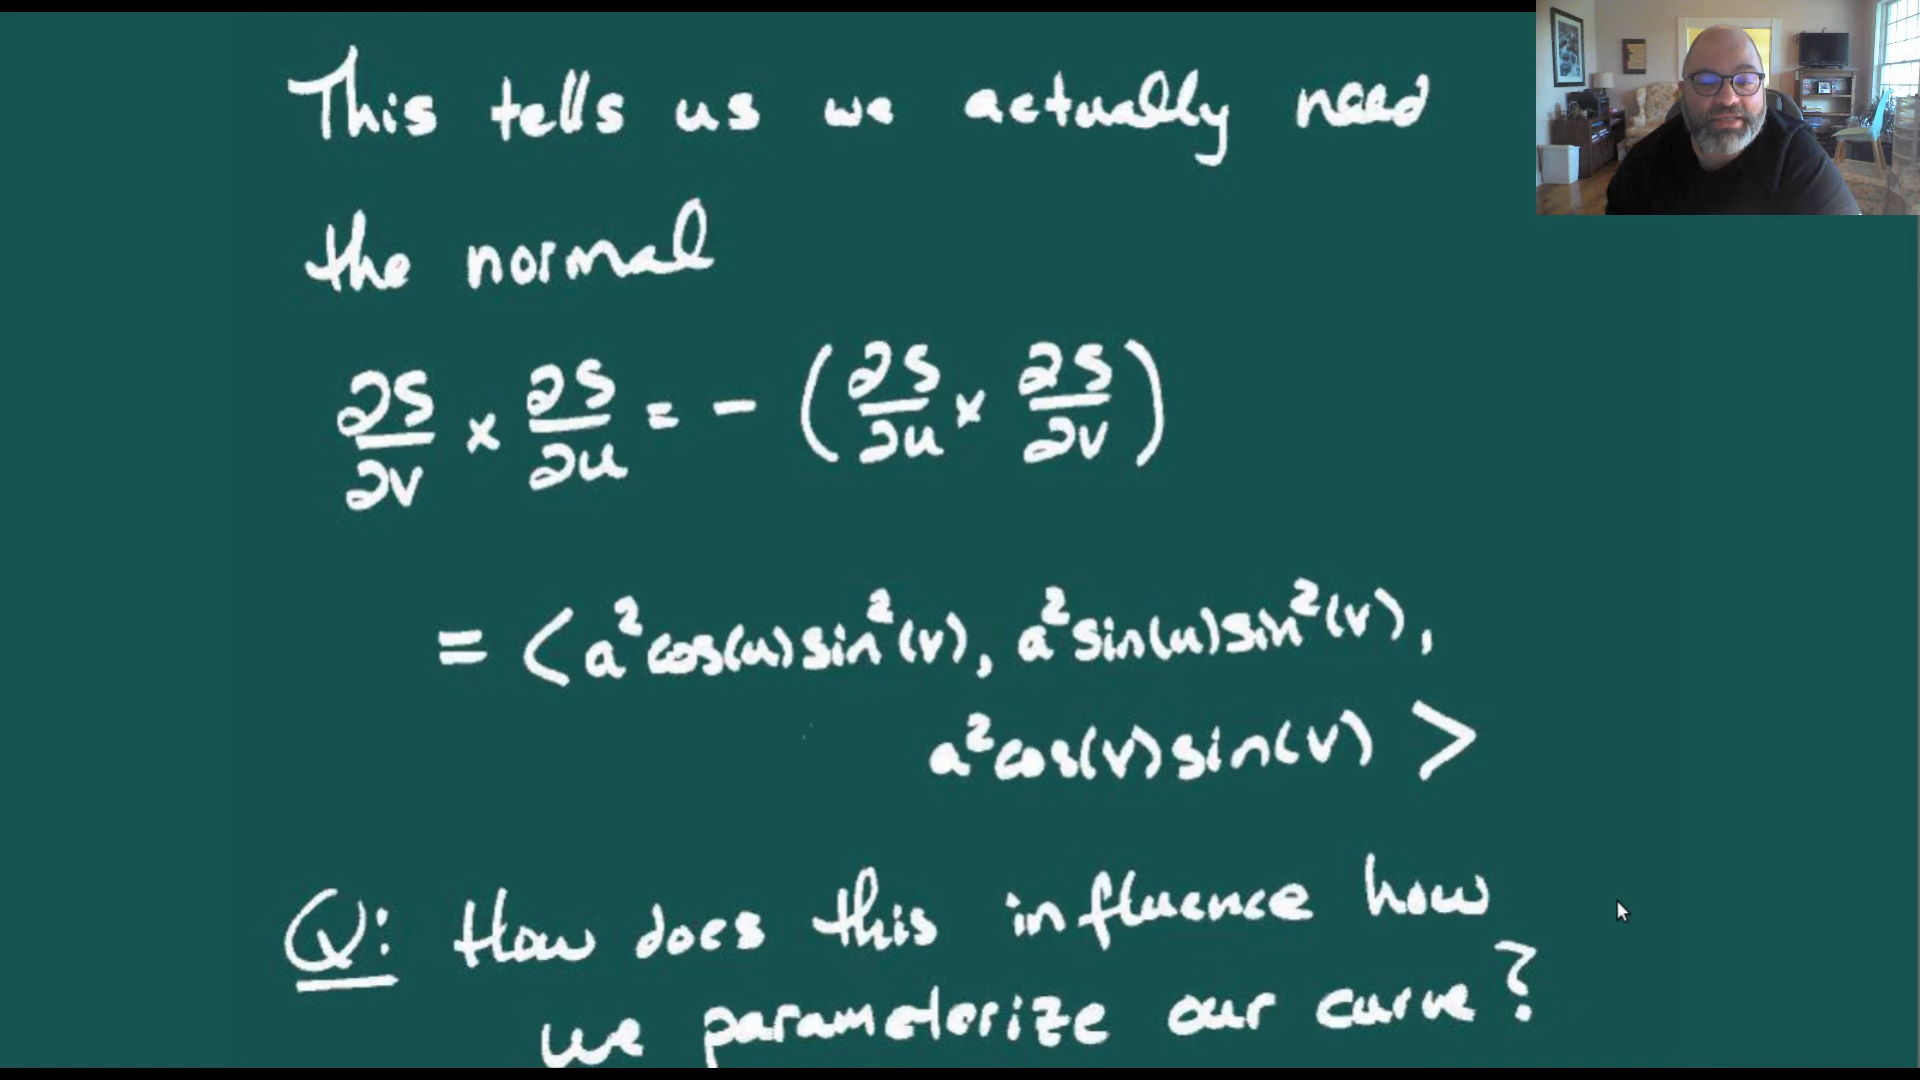 This tells us we actually need
the normal
∂S/∂v × ∂S/∂u = - (∂S/∂u × ∂S/∂v)
= <a²cos(u)sin²(v), a²sin(u)sin²(v),
a²cos(v)sin(v)>
Q: How does this influence how
we parameterize our curve?